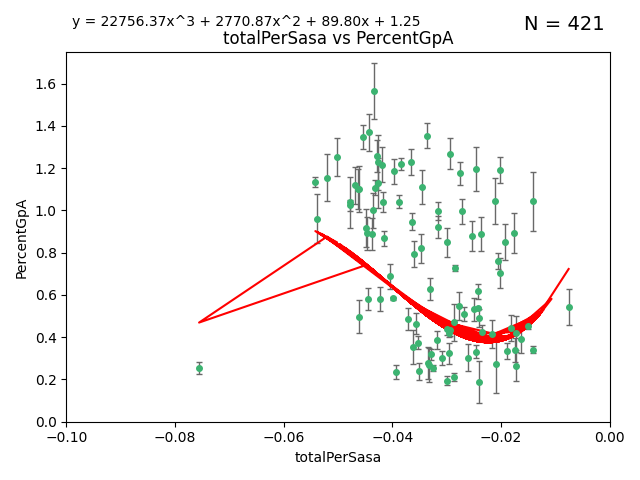 y = 22756.37x^3 + 2770.87x^2 + 89.80x + 1.25
N = 421
totalPerSasa vs PercentGpA
1.6
1.4
1.2
1.0
0.8
0.6
0.4
0.2
0.0
PercentGpA
−0.10 −0.08 −0.06 −0.04 −0.02 0.00
totalPerSasa